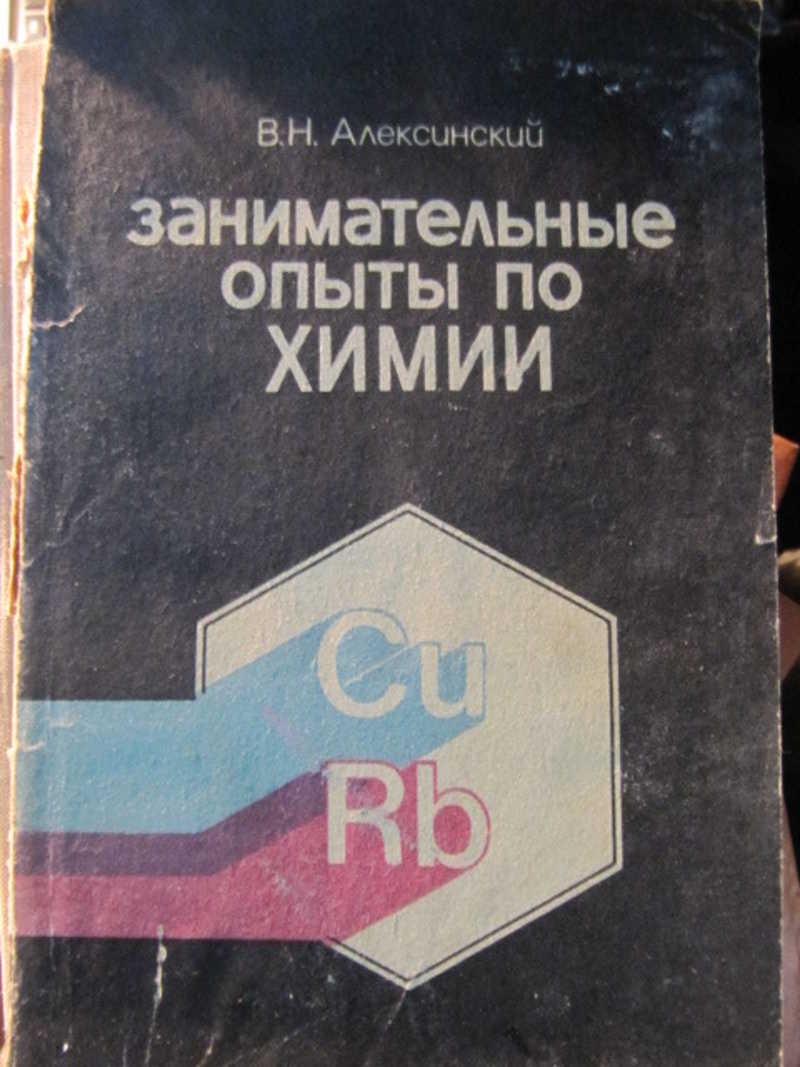 В.Н. Алексинский
занимательные
опыты по
химии
Cu
Rb